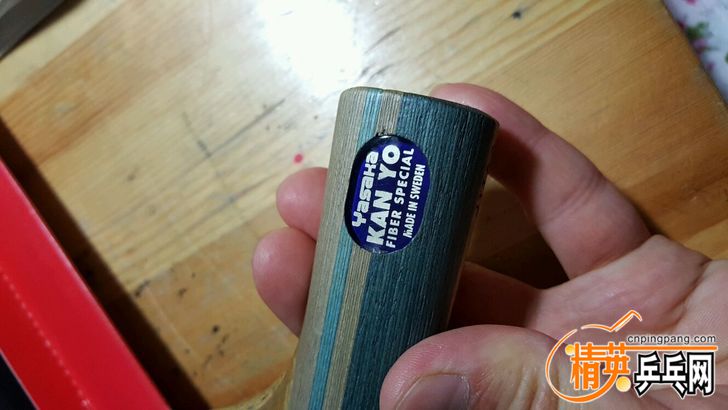 Yasaka
KAN YO
FIBER SPECIAL
MADE IN SWEDEN
cnpingpang.com
精英乒乓网